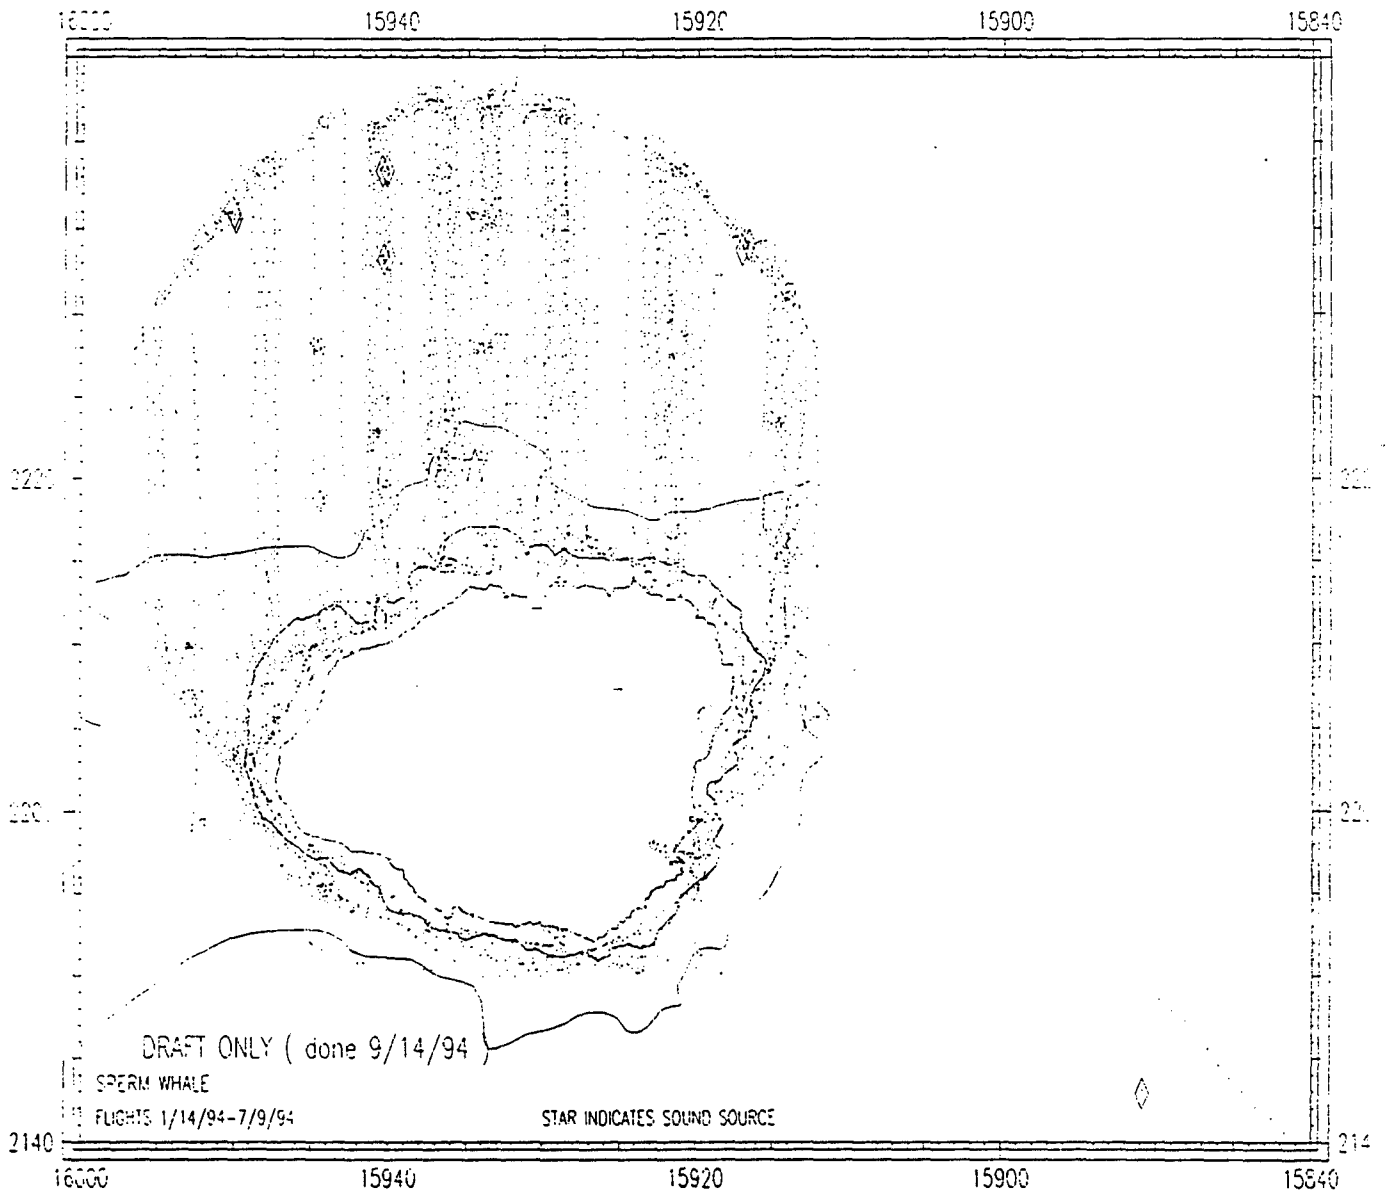 15940 15920 15900 15840
DRAFT ONLY ( done 9/14/94 )
SPERM WHALE
FLIGHTS 1/14/94-7/9/94
STAR INDICATES SOUND SOURCE
2140 214
15940 15920 15900 15840